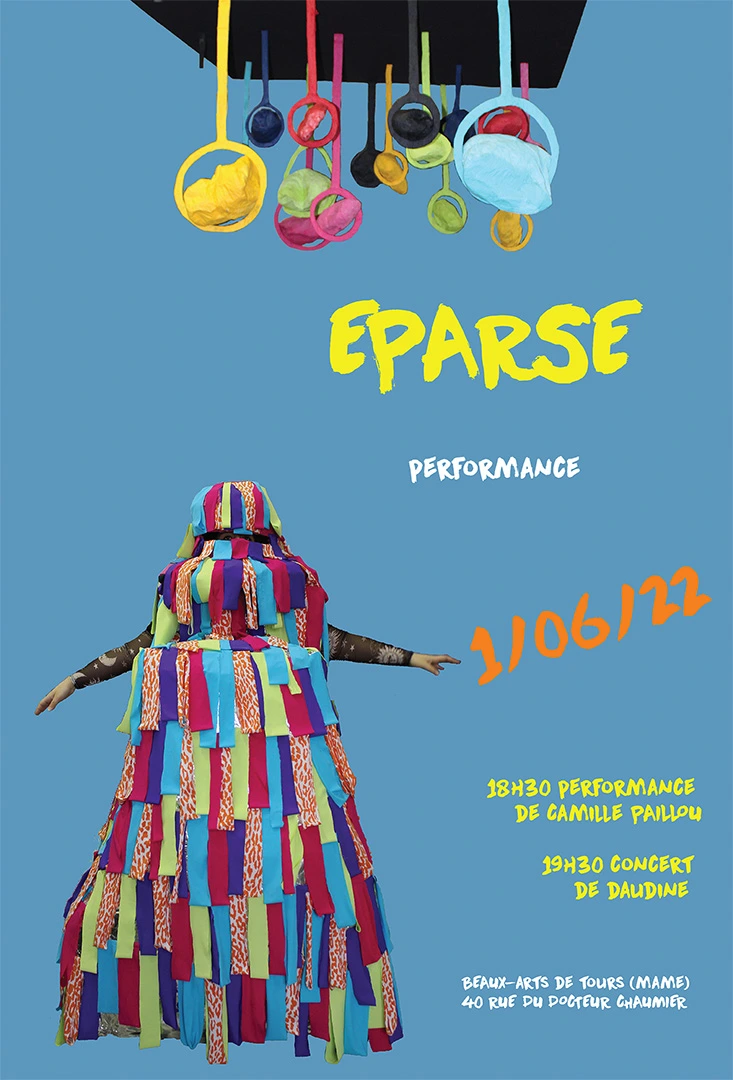 EPARSE
PERFORMANCE
1/06/22
18H30 PERFORMANCE
DE CAMILLE PAILLOU
19H30 CONCERT
DE DAUDINE
BEAUX-ARTS DE TOURS (MAME)
40 RUE DU DOCTEUR CHAUMIER